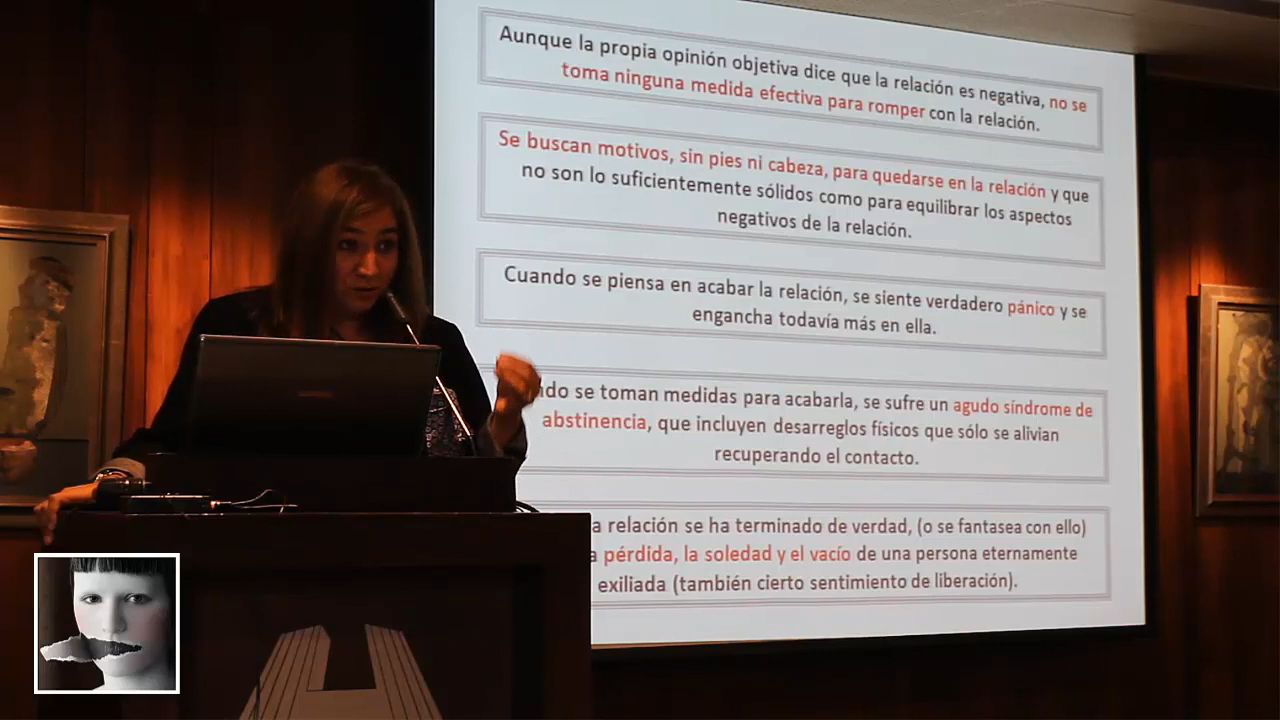 Aunque la propia opinión objetiva dice que la relación es negativa, no se
toma ninguna medida efectiva para romper con la relación.
Se buscan motivos, sin pies ni cabeza, para quedarse en la relación y que
no son lo suficientemente sólidos como para equilibrar los aspectos
negativos de la relación.
Cuando se piensa en acabar la relación, se siente verdadero pánico y se
engancha todavía más en ella.
ndo se toman medidas para acabarla, se sufre un agudo síndrome de
abstinencia, que incluyen desarreglos físicos que sólo se alivian
recuperando el contacto.
a relación se ha terminado de verdad, (o se fantasea con ello)
a pérdida, la soledad y el vacío de una persona eternamente
exiliada (también cierto sentimiento de liberación).